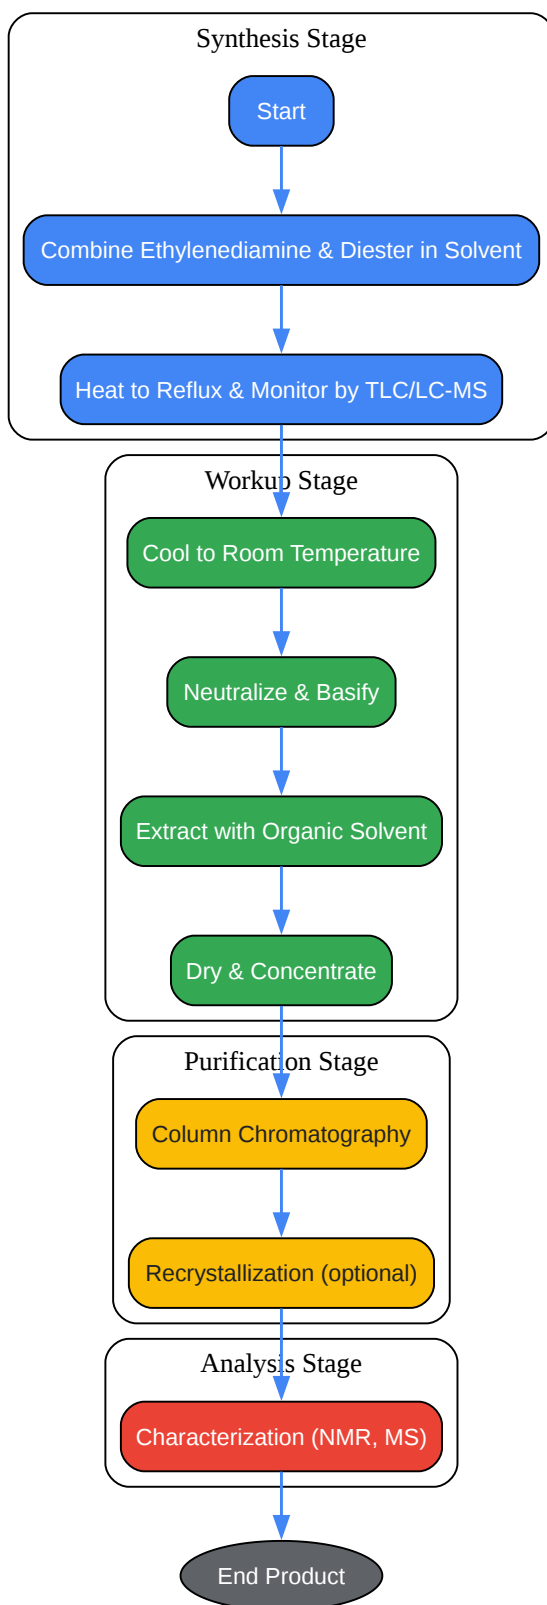 Synthesis Stage
Start
Combine Ethylenediamine & Diester in Solvent
Heat to Reflux & Monitor by TLC/LC-MS
Workup Stage
Cool to Room Temperature
Neutralize & Basify
Extract with Organic Solvent
Dry & Concentrate
Purification Stage
Column Chromatography
Recrystallization (optional)
Analysis Stage
Characterization (NMR, MS)
End Product